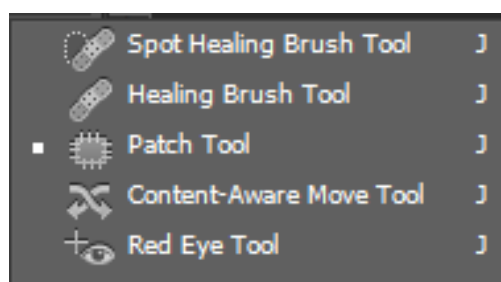 Spot Healing Brush Tool J
Healing Brush Tool J
Patch Tool J
Content-Aware Move Tool J
Red Eye Tool J